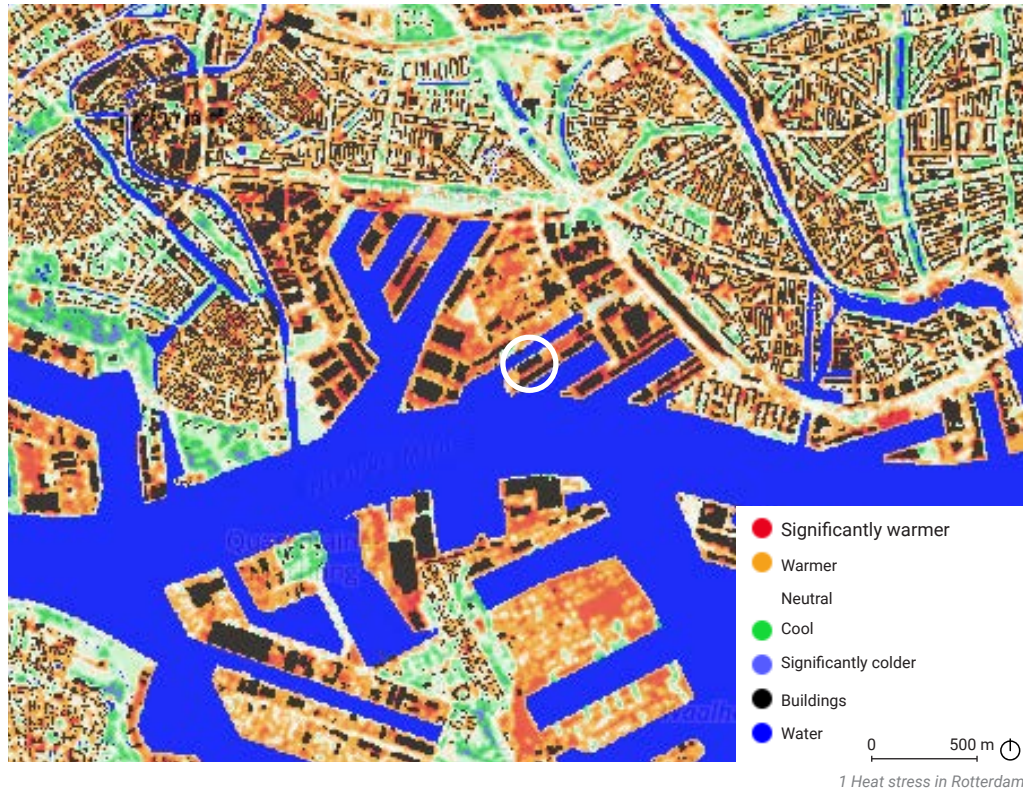 Significantly warmer
Warmer
Neutral
Cool
Significantly colder
Buildings
Water
0 500 m
1 Heat stress in Rotterdam